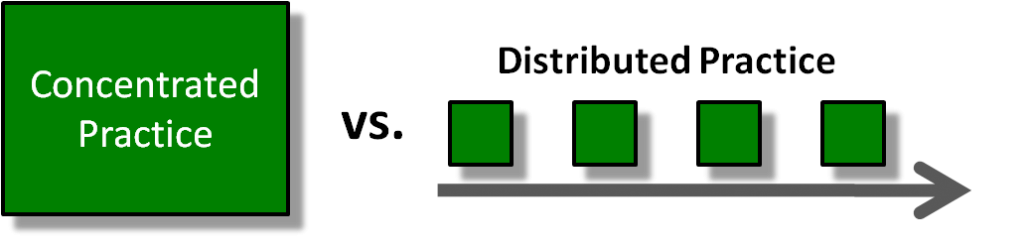 Concentrated
Practice
vs.
Distributed Practice